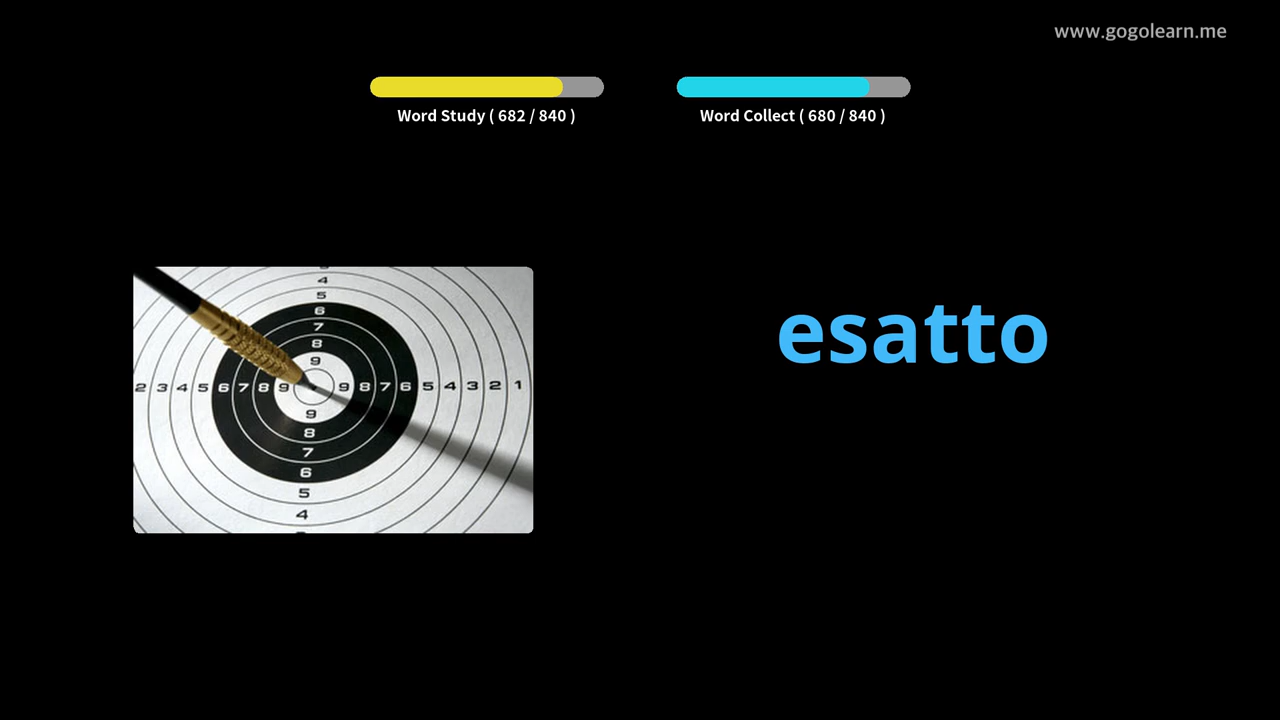 www.gogolearn.me
Word Study ( 682 / 840 )
Word Collect ( 680 / 840 )
esatto
4
5
6
7
8
9
2 3 4 5 6 7 8 9 9 8 7 6 5 4 3 2 1
9
8
7
6
5
4